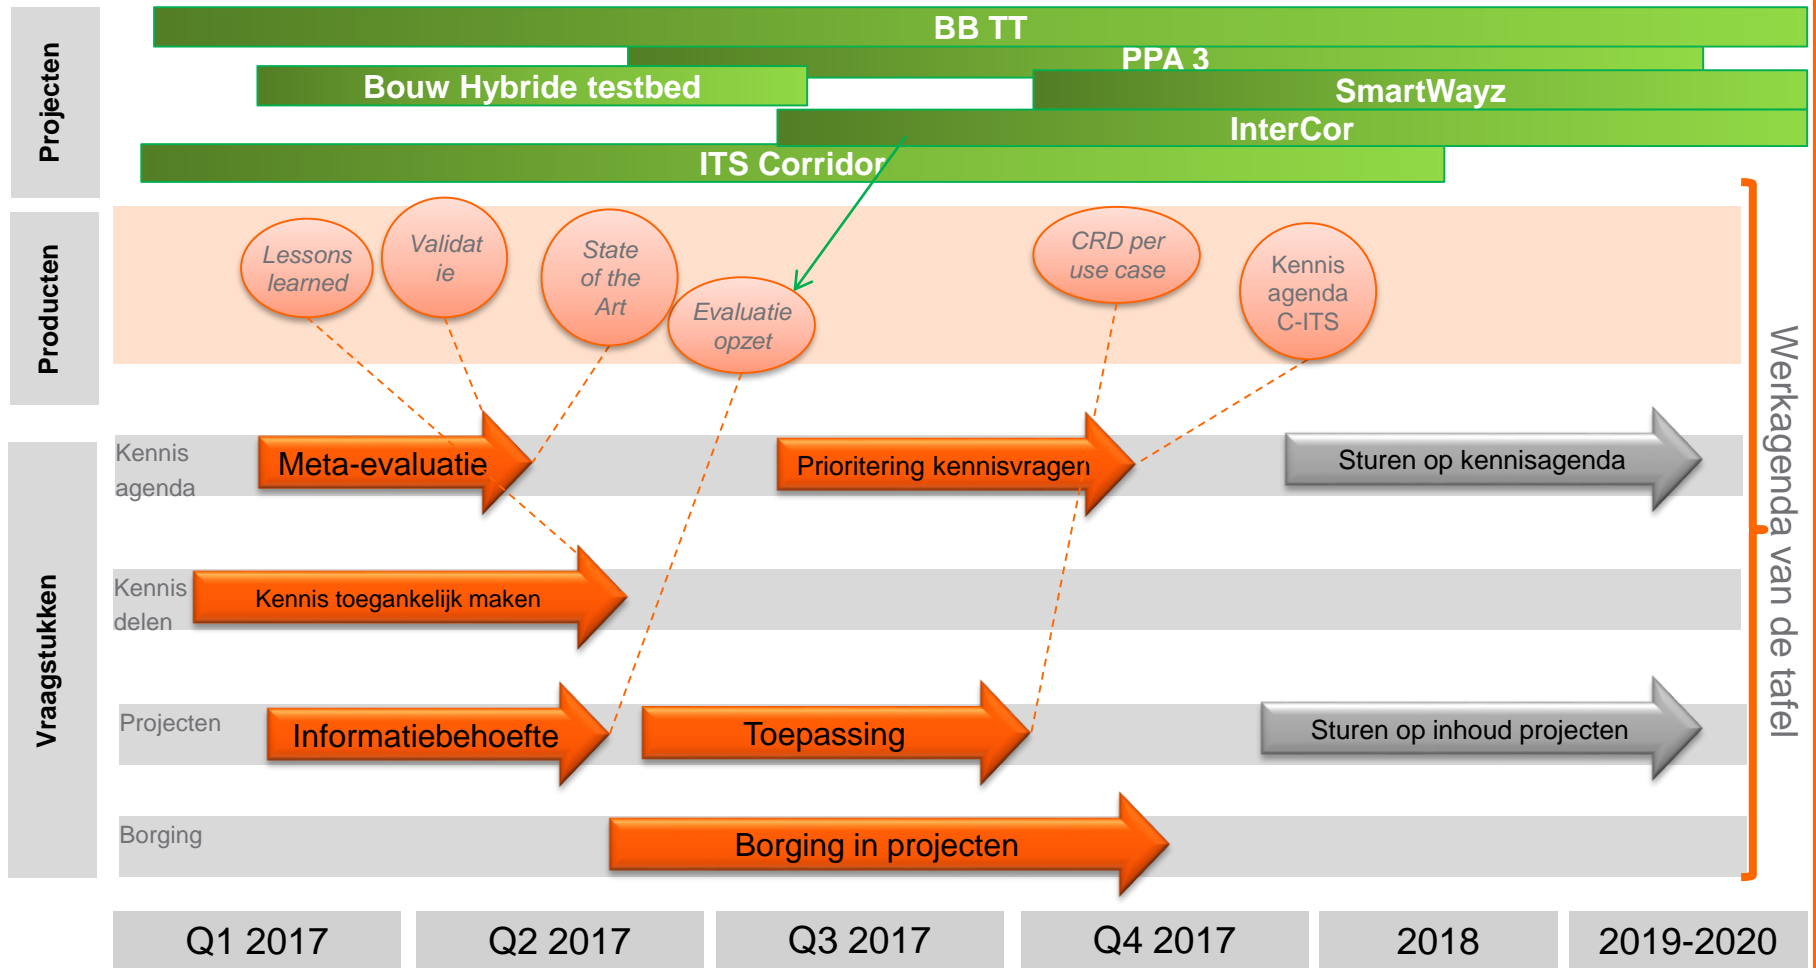 Projecten
BB TT
PPA 3
Bouw Hybride testbed
SmartWayz
InterCor
ITS Corridor
Producten
Lessons
learned
Validat
ie
State
of the
Art
Evaluatie
opzet
CRD per
use case
Kennis
agenda
C-ITS
Werkagenda van de tafel
Vraagstukken
Kennis
agenda
Meta-evaluatie
Prioritering kennisvragen
Sturen op kennisagenda
Kennis
delen
Kennis toegankelijk maken
Projecten
Informatiebehoefte
Toepassing
Sturen op inhoud projecten
Borging
Borging in projecten
Q1 2017
Q2 2017
Q3 2017
Q4 2017
2018
2019-2020